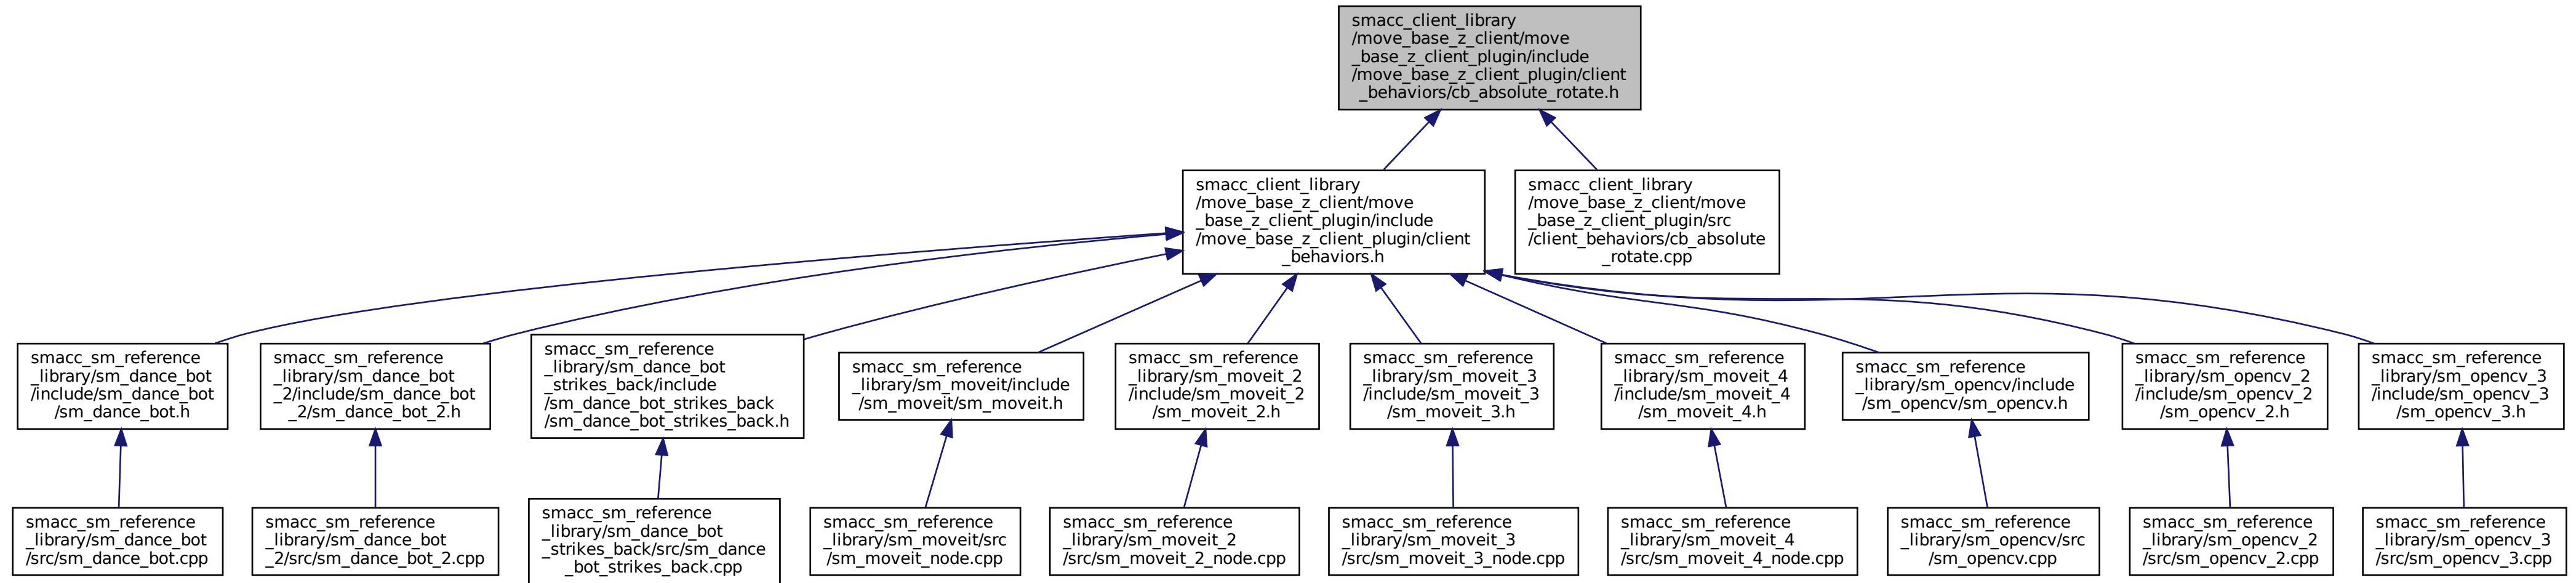 smacc_client_library
/move_base_z_client/move
_base_z_client_plugin/include
/move_base_z_client_plugin/client
_behaviors/cb_absolute_rotate.h
smacc_client_library
/move_base_z_client/move
_base_z_client_plugin/include
/move_base_z_client_plugin/client
_behaviors.h
smacc_client_library
/move_base_z_client/move
_base_z_client_plugin/src
/client_behaviors/cb_absolute
_rotate.cpp
smacc_sm_reference
_library/sm_dance_bot
/include/sm_dance_bot
/sm_dance_bot.h
smacc_sm_reference
_library/sm_dance_bot
_2/include/sm_dance_bot
_2/sm_dance_bot_2.h
smacc_sm_reference
_library/sm_dance_bot
_strikes_back/include
/sm_dance_bot_strikes_back
/sm_dance_bot_strikes_back.h
smacc_sm_reference
_library/sm_moveit/include
/sm_moveit/sm_moveit.h
smacc_sm_reference
_library/sm_moveit_2
/include/sm_moveit_2
/sm_moveit_2.h
smacc_sm_reference
_library/sm_moveit_3
/include/sm_moveit_3
/sm_moveit_3.h
smacc_sm_reference
_library/sm_moveit_4
/include/sm_moveit_4
/sm_moveit_4.h
smacc_sm_reference
_library/sm_opencv/include
/sm_opencv/sm_opencv.h
smacc_sm_reference
_library/sm_opencv_2
/include/sm_opencv_2
/sm_opencv_2.h
smacc_sm_reference
_library/sm_opencv_3
/include/sm_opencv_3
/sm_opencv_3.h
smacc_sm_reference
_library/sm_dance_bot
/src/sm_dance_bot.cpp
smacc_sm_reference
_library/sm_dance_bot
_2/src/sm_dance_bot_2.cpp
smacc_sm_reference
_library/sm_dance_bot
_strikes_back/src/sm_dance
_bot_strikes_back.cpp
smacc_sm_reference
_library/sm_moveit/src
/sm_moveit_node.cpp
smacc_sm_reference
_library/sm_moveit_2
/src/sm_moveit_2_node.cpp
smacc_sm_reference
_library/sm_moveit_3
/src/sm_moveit_3_node.cpp
smacc_sm_reference
_library/sm_moveit_4
/src/sm_moveit_4_node.cpp
smacc_sm_reference
_library/sm_opencv/src
/sm_opencv.cpp
smacc_sm_reference
_library/sm_opencv_2
/src/sm_opencv_2.cpp
smacc_sm_reference
_library/sm_opencv_3
/src/sm_opencv_3.cpp